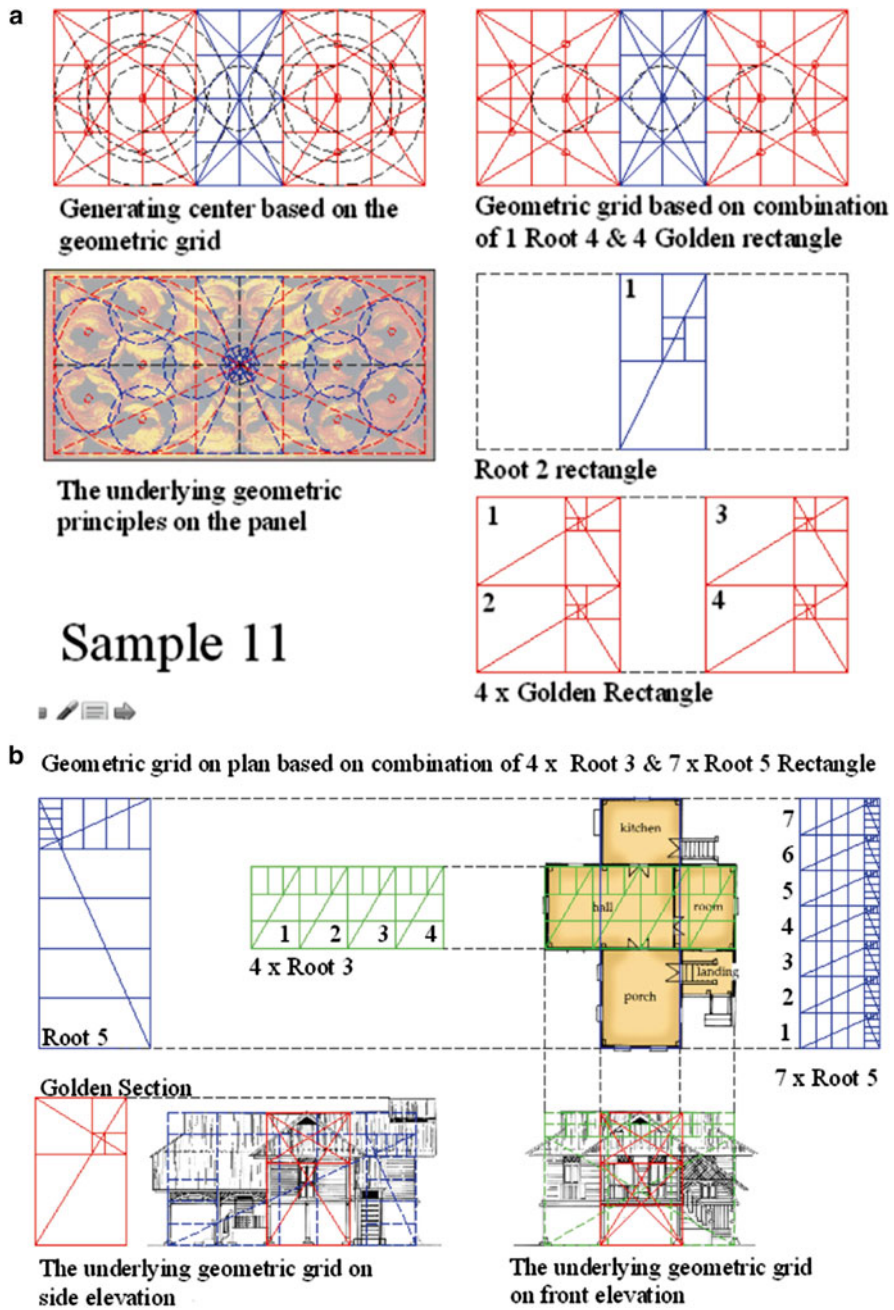 a
Generating center based on the
geometric grid
Geometric grid based on combination
of 1 Root 4 & 4 Golden rectangle
The underlying geometric
principles on the panel
1
Root 2 rectangle
1
3
2
4
4 x Golden Rectangle
Sample 11
b
Geometric grid on plan based on combination of 4 x Root 3 & 7 x Root 5 Rectangle
Root 5
1 2 3 4
4 x Root 3
kitchen
hall
room
landing
porch
7
6
5
4
3
2
1
7 x Root 5
Golden Section
The underlying geometric grid on
side elevation
The underlying geometric grid
on front elevation